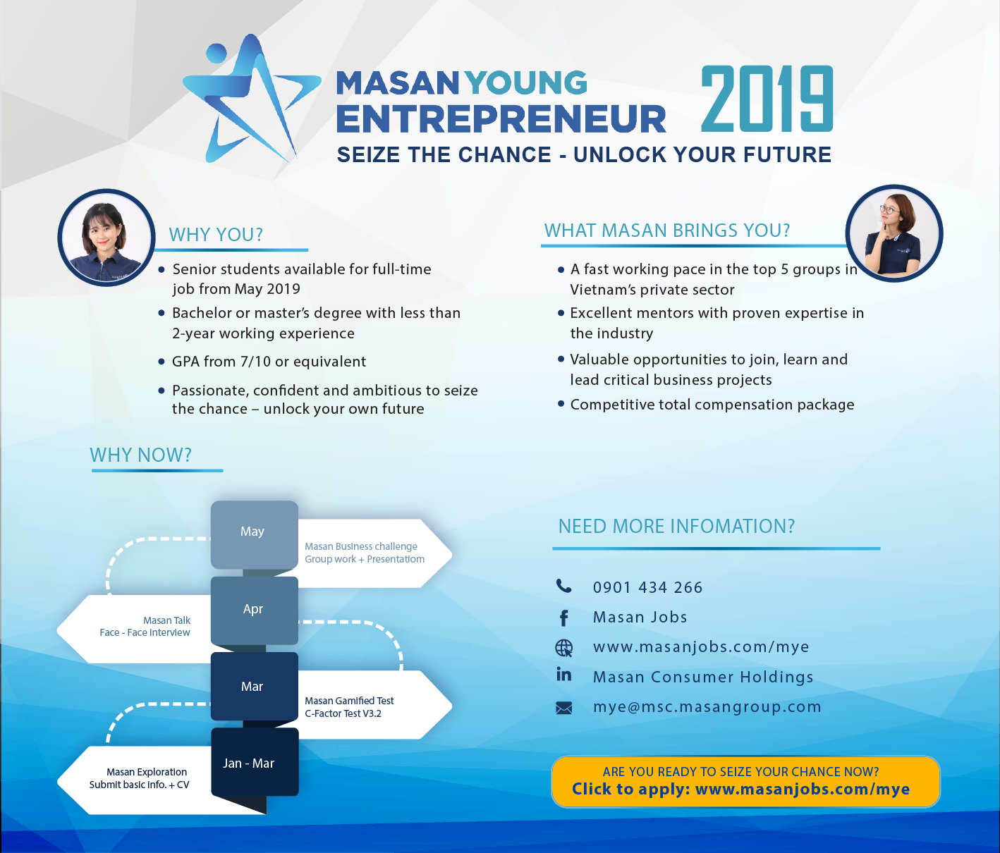 MASAN YOUNG
ENTREPRENEUR
2019
SEIZE THE CHANCE - UNLOCK YOUR FUTURE
WHY YOU?
• Senior students available for full-time
job from May 2019
• Bachelor or master’s degree with less than
2-year working experience
• GPA from 7/10 or equivalent
• Passionate, confident and ambitious to seize
the chance – unlock your own future
WHAT MASAN BRINGS YOU?
• A fast working pace in the top 5 groups in
Vietnam’s private sector
• Excellent mentors with proven expertise in
the industry
• Valuable opportunities to join, learn and
lead critical business projects
• Competitive total compensation package
WHY NOW?
May
Masan Business challenge
Group work + Presentatiom
Apr
Masan Talk
Face - Face interview
Mar
Masan Gamified Test
C-Factor Test V3.2
Jan - Mar
Masan Exploration
Submit basic info. + CV
NEED MORE INFOMATION?
0901 434 266
Masan Jobs
www.masanjobs.com/mye
Masan Consumer Holdings
mye@msc.masangroup.com
ARE YOU READY TO SEIZE YOUR CHANCE NOW?
Click to apply: www.masanjobs.com/mye